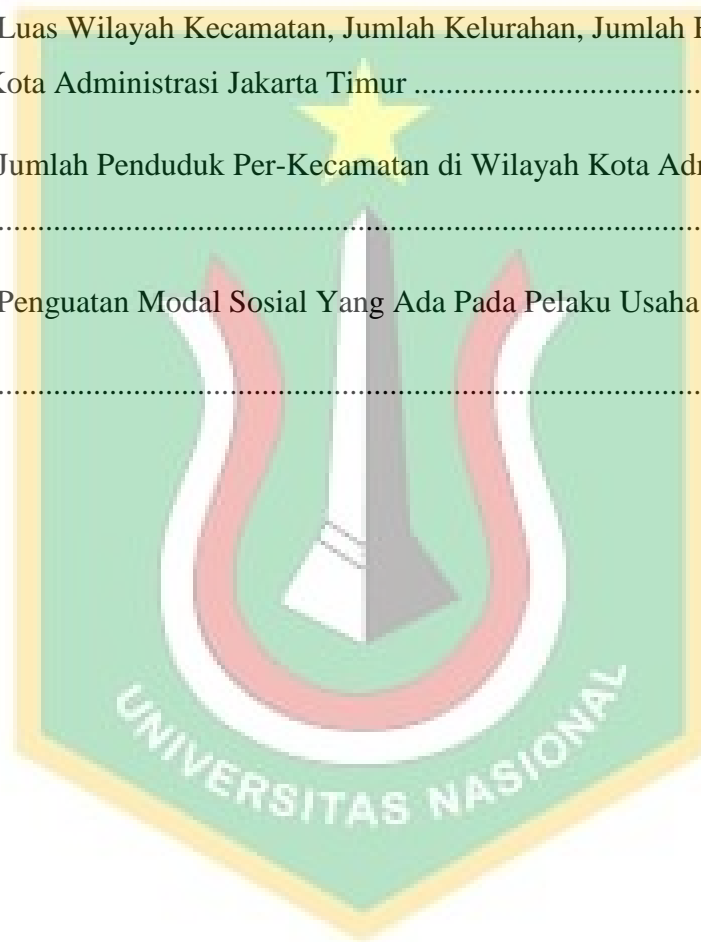 Luas Wilayah Kecamatan, Jumlah Kelurahan, Jumlah
Kota Administrasi Jakarta Timur ....................................
Jumlah Penduduk Per-Kecamatan di Wilayah Kota
........................................................................................
Penguatan Modal Sosial Yang Ada Pada Pelaku Usaha
........................................................................................
UNIVERSITAS NASIONAL